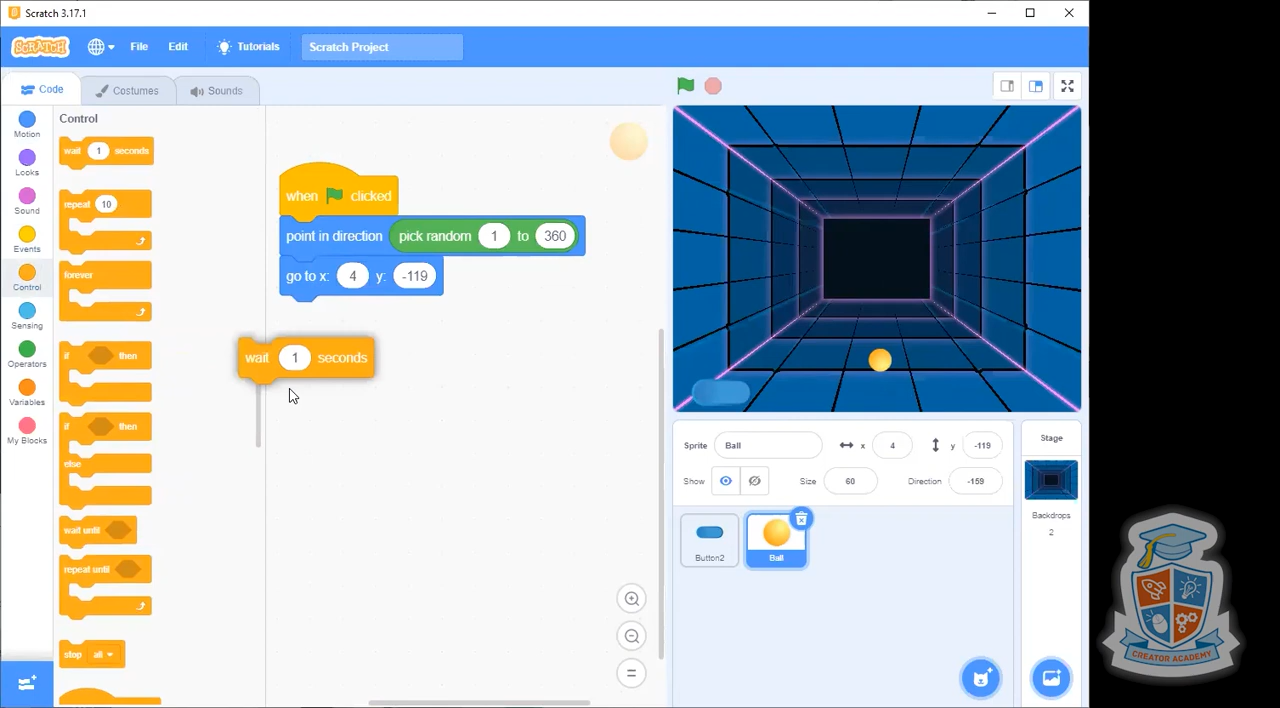 Scratch 3.17.1
SCRATCH
File
Edit
Tutorials
Scratch Project
Code
Costumes
Sounds
Motion
Looks
Sound
Events
Control
Sensing
Operators
Variables
My Blocks
Control
wait 1 seconds
repeat 10
forever
if then
if then
else
wait until
repeat until
stop all
when clicked
point in direction pick random 1 to 360
go to x: 4 y: -119
wait 1 seconds
Sprite Ball x 4 y -119
Show Size 60 Direction -159
Button2
Ball
Stage
Backdrops
2
CREATOR ACADEMY